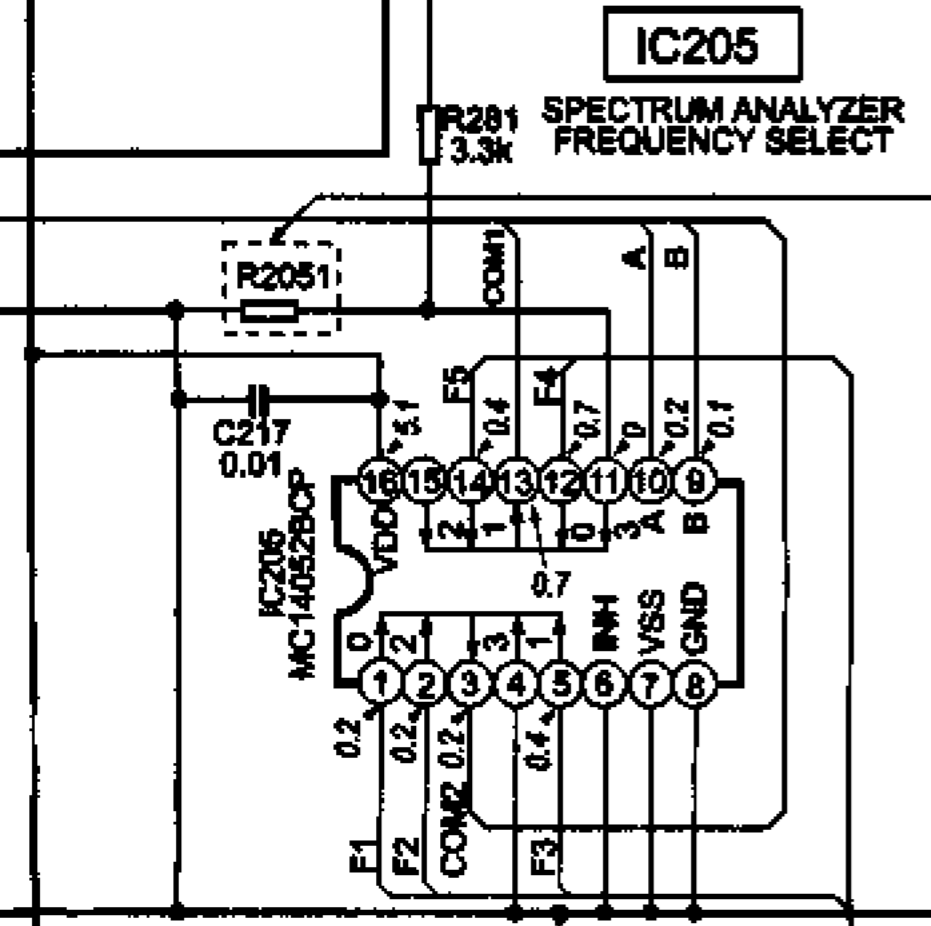 IC205
SPECTRUM ANALYZER
FREQUENCY SELECT
R281
3.3k
R2051
COM1
A
B
F5
F4
C217
0.01
5.1
0.4
0.7
0
0.2
0.1
16 15 14 13 12 11 10 9
VDD
2
1
0
3
A
B
0.7
IC205
MC14052BCP
0
2
3
1
INH
VSS
GND
1 2 3 4 5 6 7 8
0.2
0.2
0.2
0.4
F1
F2
COM2
F3